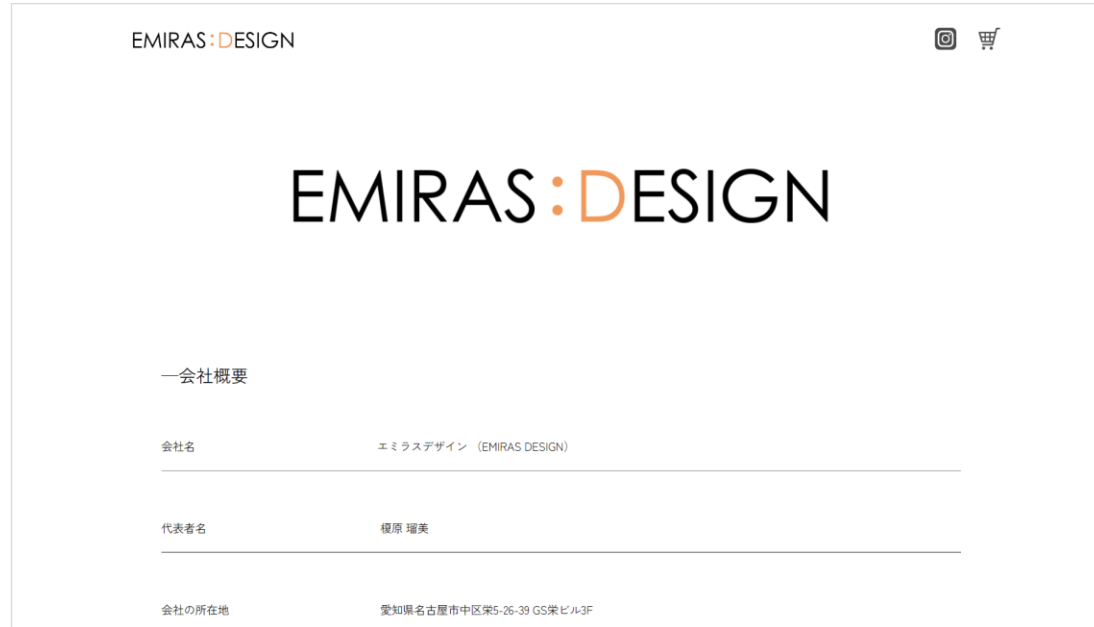 EMIRAS:DESIGN
EMIRAS:DESIGN
―会社概要
会社名 エミラスデザイン （EMIRAS DESIGN）
代表者名 榎原 瑠美
会社の所在地 愛知県名古屋市中区栄5-26-39 GS栄ビル3F